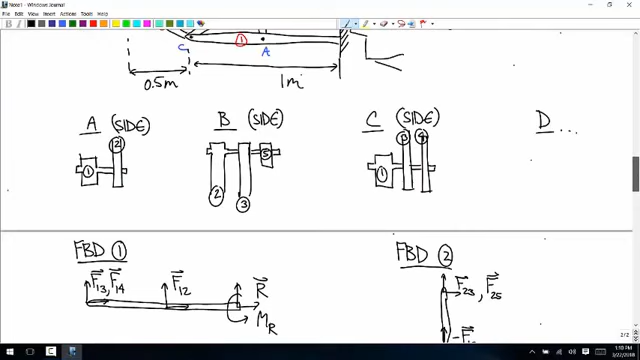 Note1 - Windows Journal
File Edit View Insert Actions Tools Help
C 1 A
0.5m 1m
A (SIDE) B (SIDE) C (SIDE) D ...
2 3 4
1 5 1
2 3
FBD 1 FBD 2
F13, F14 F12 R F23, F25
MR
-F
2/2
1:10 PM